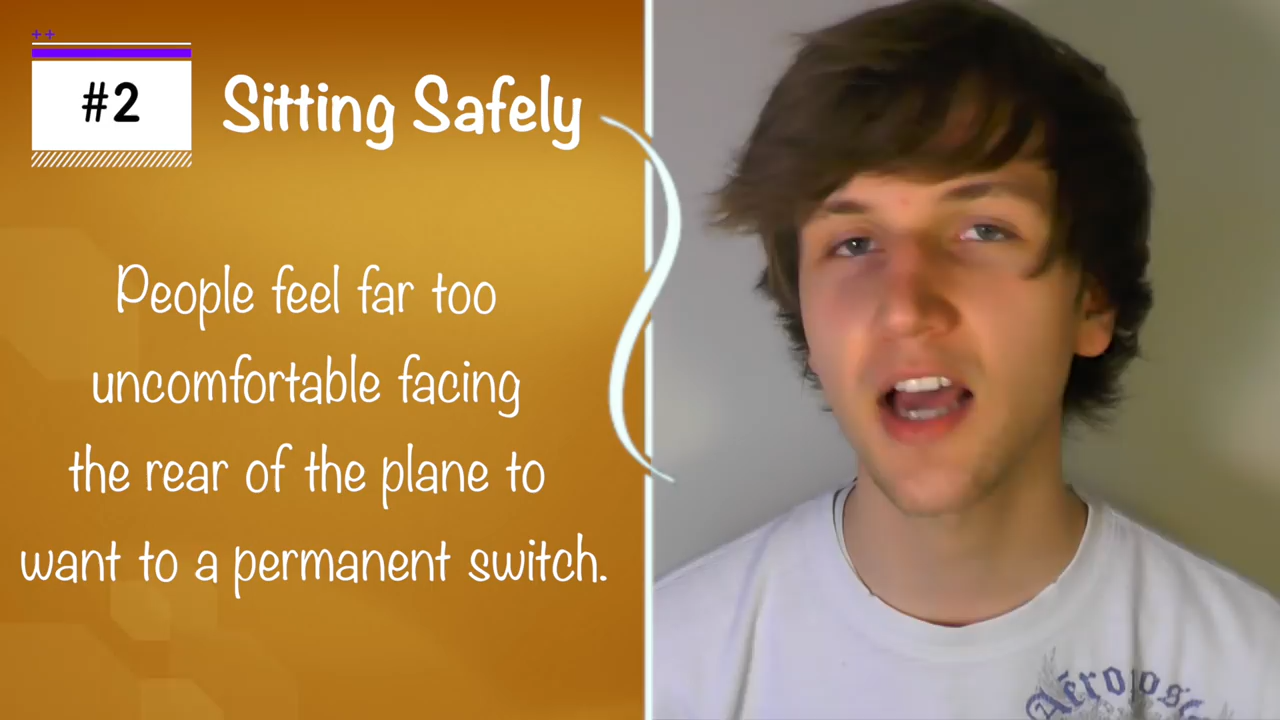 ++
#2
Sitting Safely
People feel far too
uncomfortable facing
the rear of the plane to
want to a permanent switch.